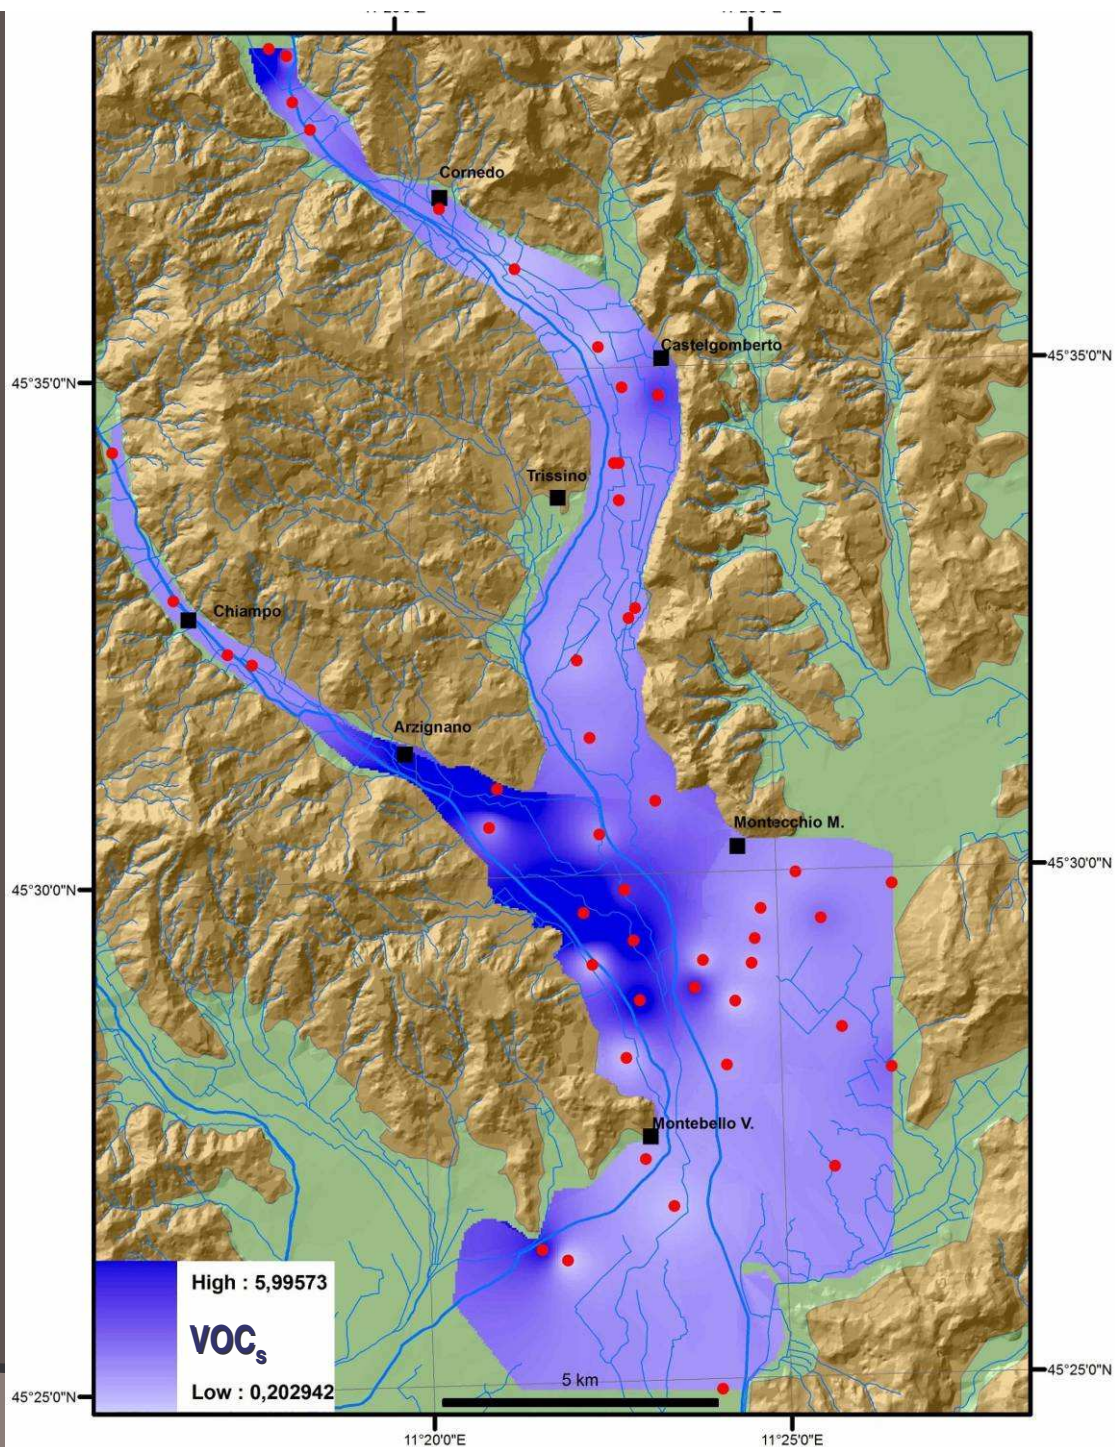 Cornedo
Castelgomberto
45°35'0"N
45°35'0"N
Trissino
Chiampo
Arzignano
Montecchio M.
45°30'0"N
45°30'0"N
Montebello V.
High : 5,99573
VOCs
Low : 0,202942
5 km
45°25'0"N
45°25'0"N
11°20'0"E
11°25'0"E